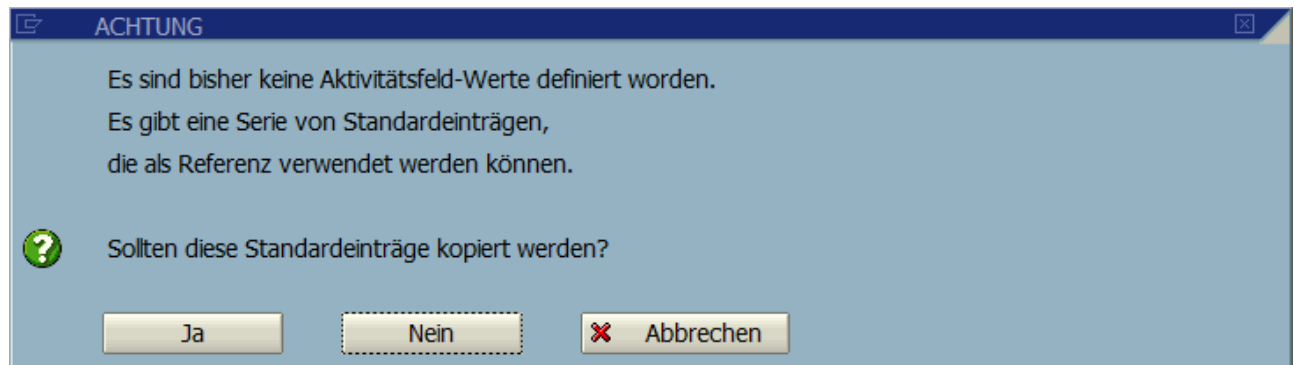 ACHTUNG
Es sind bisher keine Aktivitätsfeld-Werte definiert worden.
Es gibt eine Serie von Standardeinträgen,
die als Referenz verwendet werden können.
Sollten diese Standardeinträge kopiert werden?
Ja Nein Abbrechen